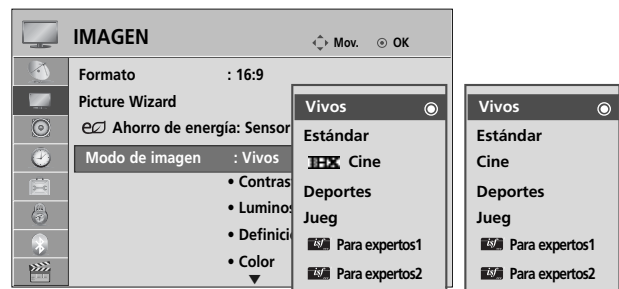 IMAGEN
Mov. OK
Formato : 16:9
Picture Wizard
Ahorro de energía: Sensor
Modo de imagen : Vivos
• Contras
• Luminos
• Definici
• Color
Vivos
Estándar
THX Cine
Deportes
Jueg
isf Para expertos1
isf Para expertos2
Vivos
Estándar
Cine
Deportes
Jueg
isf Para expertos1
isf Para expertos2